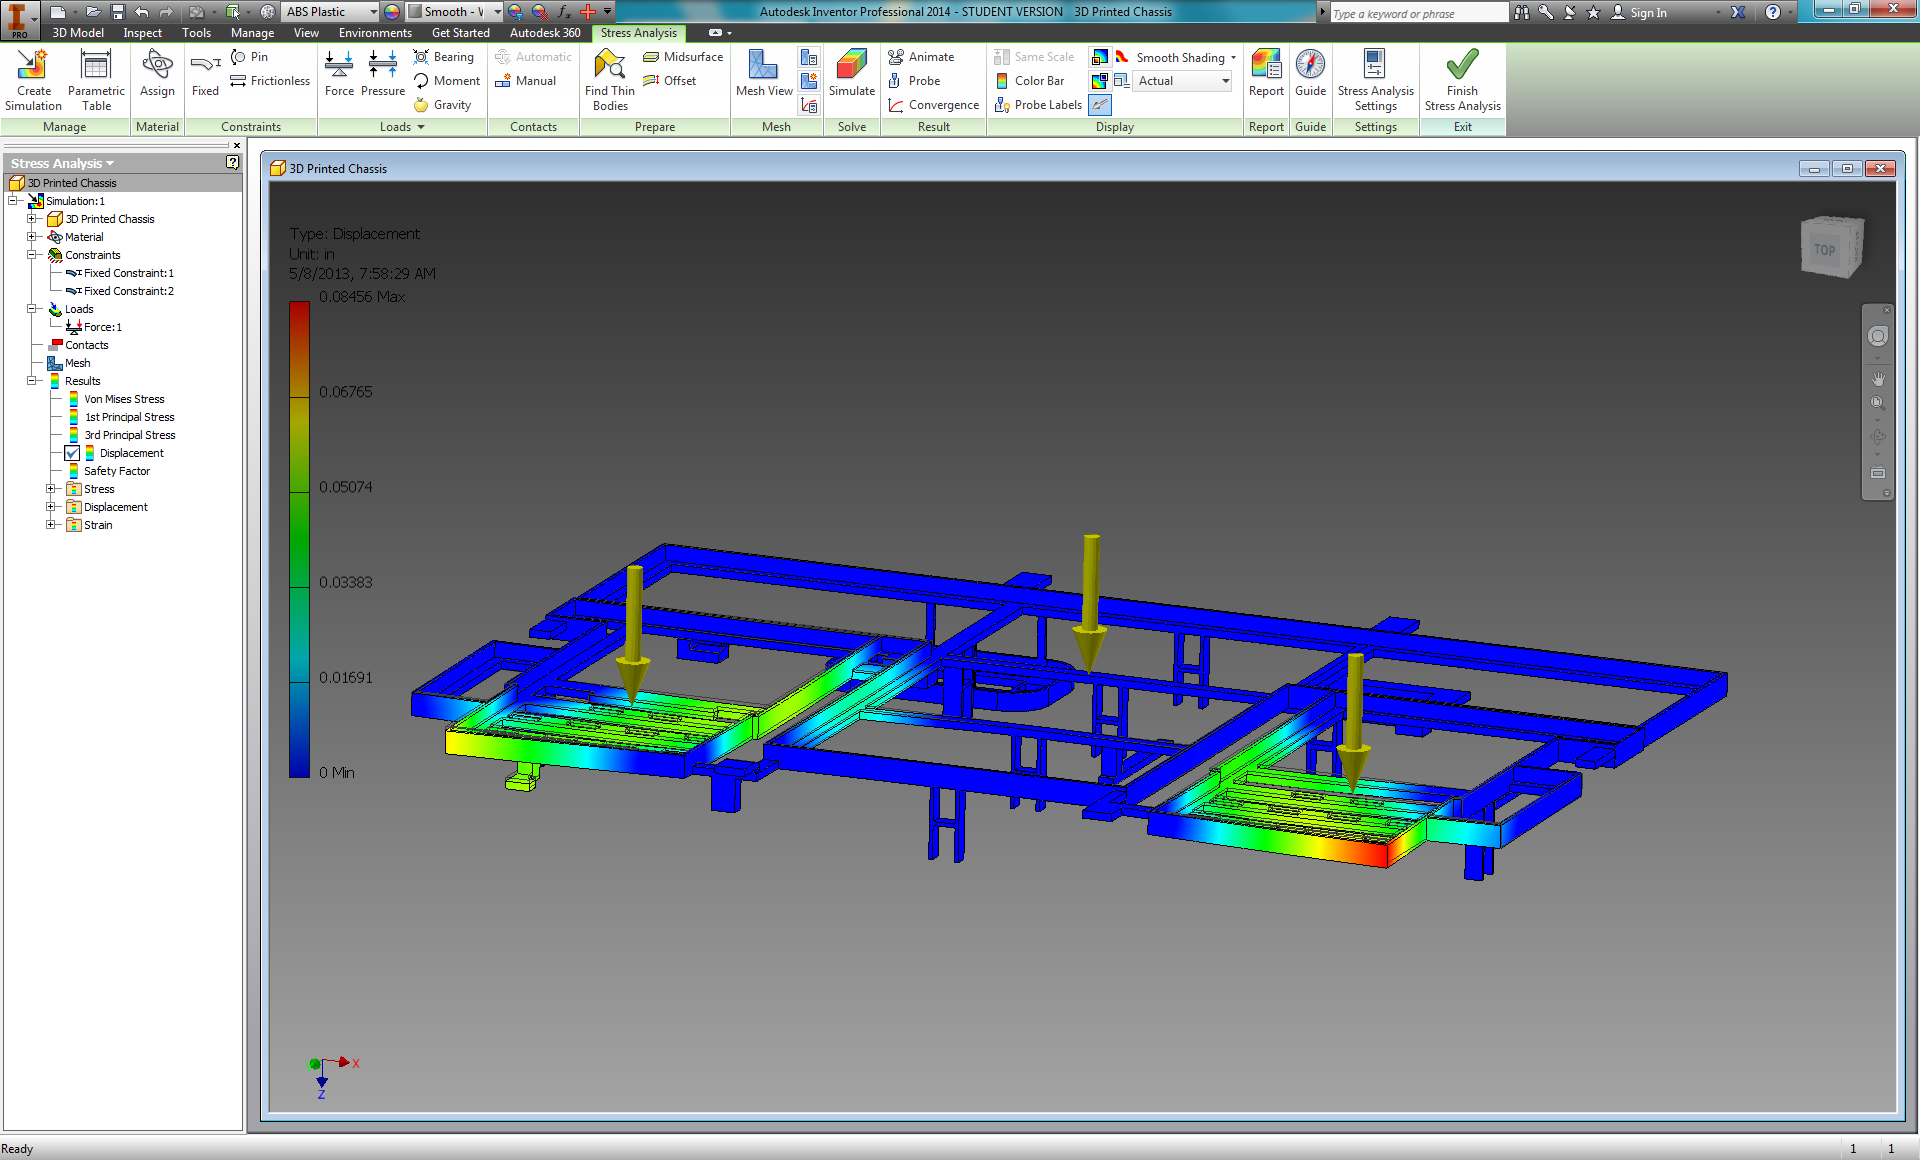 ABS Plastic
Smooth - V
Autodesk Inventor Professional 2014 - STUDENT VERSION 3D Printed Chassis
Type a keyword or phrase
Sign In
PRO
3D Model Inspect Tools Manage View Environments Get Started Autodesk 360 Stress Analysis
Create Simulation
Parametric Table
Manage
Assign
Material
Fixed
Pin
Frictionless
Constraints
Force
Pressure
Bearing
Moment
Gravity
Loads
Automatic
Manual
Contacts
Find Thin Bodies
Midsurface
Offset
Prepare
Mesh View
Mesh
Simulate
Solve
Animate
Probe
Convergence
Result
Same Scale
Color Bar
Probe Labels
Smooth Shading
Actual
Display
Report
Report
Guide
Guide
Stress Analysis Settings
Settings
Finish Stress Analysis
Exit
Stress Analysis
3D Printed Chassis
Simulation:1
3D Printed Chassis
Material
Constraints
Fixed Constraint:1
Fixed Constraint:2
Loads
Force:1
Contacts
Mesh
Results
Von Mises Stress
1st Principal Stress
3rd Principal Stress
Displacement
Safety Factor
Stress
Displacement
Strain
3D Printed Chassis
Type: Displacement
Unit: in
5/8/2013, 7:58:29 AM
0.08456 Max
0.06765
0.05074
0.03383
0.01691
0 Min
TOP
X
Z
Ready
1 1